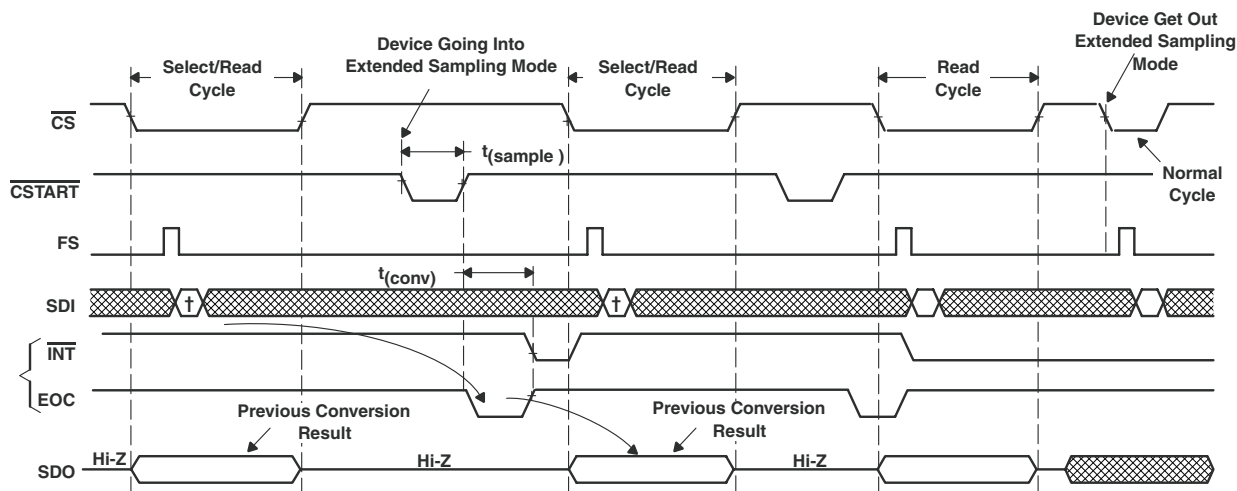 Device Get Out
Extended Sampling
Mode
Device Going Into
Extended Sampling Mode
Select/Read
Cycle
Select/Read
Cycle
Read
Cycle
CS
t(sample )
CSTART
Normal
Cycle
FS
t(conv)
SDI
†
†
INT
EOC
Previous Conversion
Result
Previous Conversion
Result
SDO
Hi-Z
Hi-Z
Hi-Z